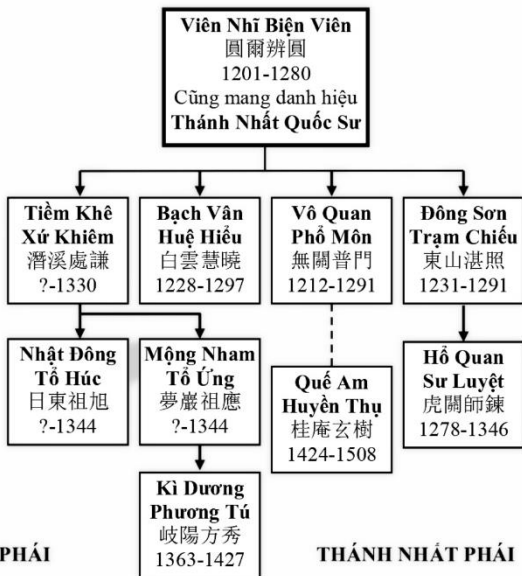 Viên Nhĩ Biện Viên
圓爾辨圓
1201-1280
Cũng mang danh hiệu
Thánh Nhất Quốc Sư
Tiềm Khê
Xứ Khiêm
潛溪處謙
?-1330
Bạch Vân
Huệ Hiểu
白雲慧曉
1228-1297
Vô Quan
Phổ Môn
無關普門
1212-1291
Đông Sơn
Trạm Chiếu
東山湛照
1231-1291
Nhật Đông
Tổ Húc
日東祖旭
?-1344
Mộng Nham
Tổ Ứng
夢巖祖應
?-1344
Quế Am
Huyền Thụ
桂庵玄樹
1424-1508
Hổ Quan
Sư Luyệt
虎關師鍊
1278-1346
Kì Dương
Phương Tú
岐陽方秀
1363-1427
PHÁI
THÁNH NHẤT PHÁI